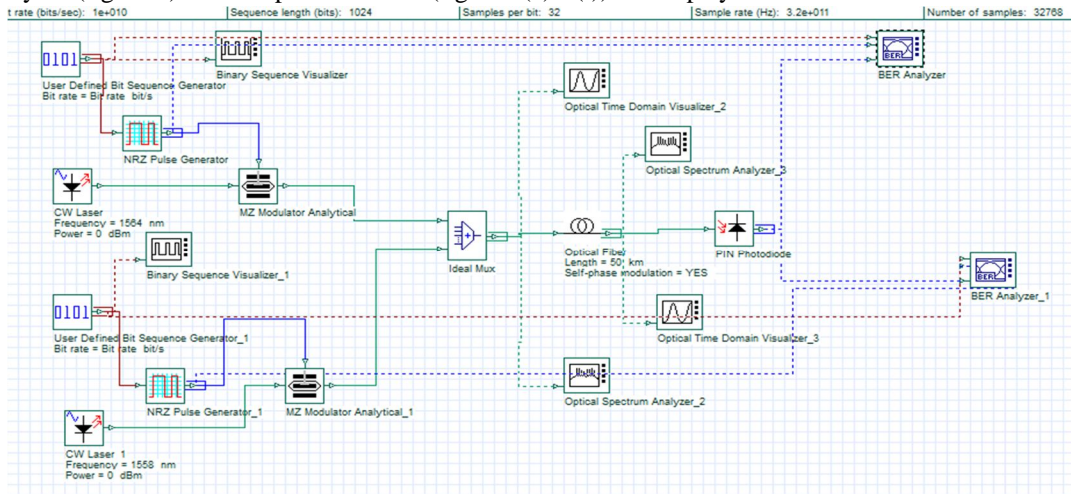 t rate (bits/sec): 1e+010 Sequence length (bits): 1024 Samples per bit: 32 Sample rate (Hz): 3.2e+011 Number of samples: 32768
0101
User Defined Bit Sequence Generator
Bit rate = Bit rate bit/s
Binary Sequence Visualizer
BER
BER Analyzer
Optical Time Domain Visualizer_2
NRZ Pulse Generator
Optical Spectrum Analyzer_3
CW Laser
Frequency = 1564 nm
Power = 0 dBm
MZ Modulator Analytical
Ideal Mux
Optical Fiber
Length = 50 km
Self-phase modulation = YES
PIN Photodiode
Binary Sequence Visualizer_1
BER
BER Analyzer_1
0101
User Defined Bit Sequence Generator_1
Bit rate = Bit rate bit/s
Optical Time Domain Visualizer_3
NRZ Pulse Generator_1
MZ Modulator Analytical_1
Optical Spectrum Analyzer_2
CW Laser 1
Frequency = 1558 nm
Power = 0 dBm